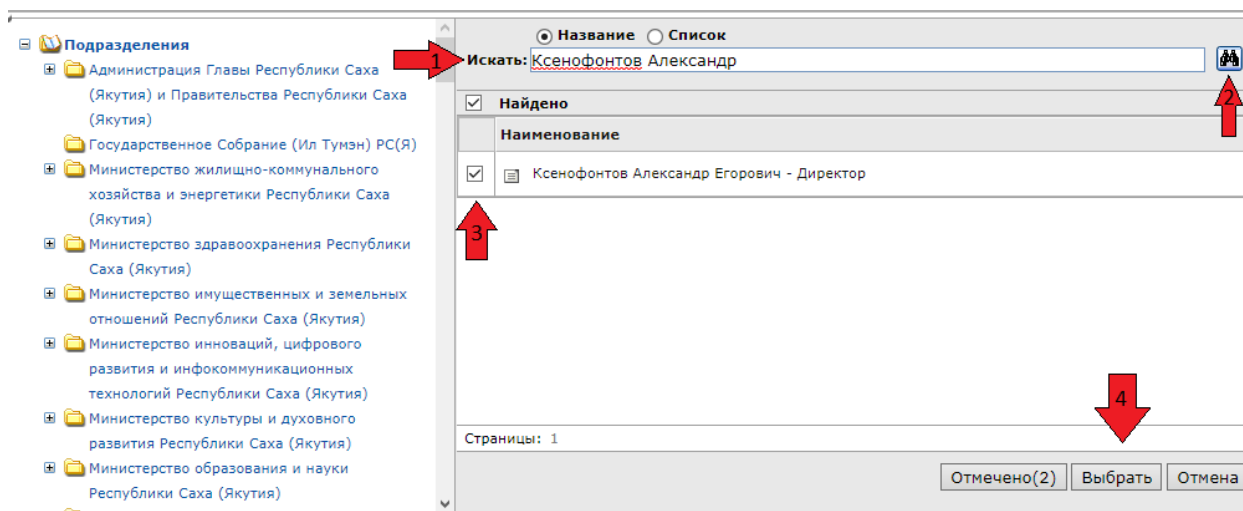 Подразделения
Администрация Главы Республики Саха
(Якутия) и Правительства Республики Саха
(Якутия)
Государственное Собрание (Ил Тумэн) РС(Я)
Министерство жилищно-коммунального
хозяйства и энергетики Республики Саха
(Якутия)
Министерство здравоохранения Республики
Саха (Якутия)
Министерство имущественных и земельных
отношений Республики Саха (Якутия)
Министерство инноваций, цифрового
развития и инфокоммуникационных
технологий Республики Саха (Якутия)
Министерство культуры и духовного
развития Республики Саха (Якутия)
Министерство образования и науки
Республики Саха (Якутия)
Название Список
1 Искать: Ксенофонтов Александр
2
Найдено
Наименование
Ксенофонтов Александр Егорович - Директор
3
4
Страницы: 1
Отмечено(2) Выбрать Отмена